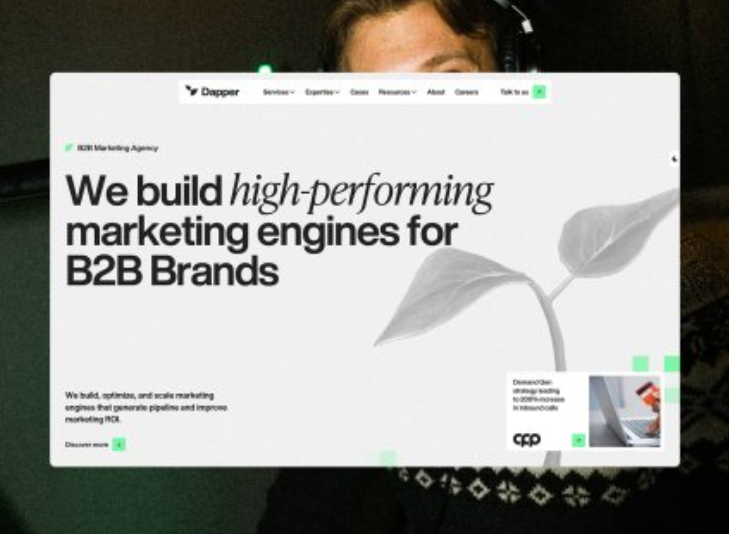 Dapper
Services
Expertise
Cases
Resources
About
Careers
Talk to us
B2B Marketing Agency
We build high-performing
marketing engines for
B2B Brands
We build, optimize, and scale marketing
engines that generate pipeline and improve
marketing ROI.
Discover more
Demand Gen
strategy leading
to 200% increase
in inbound calls